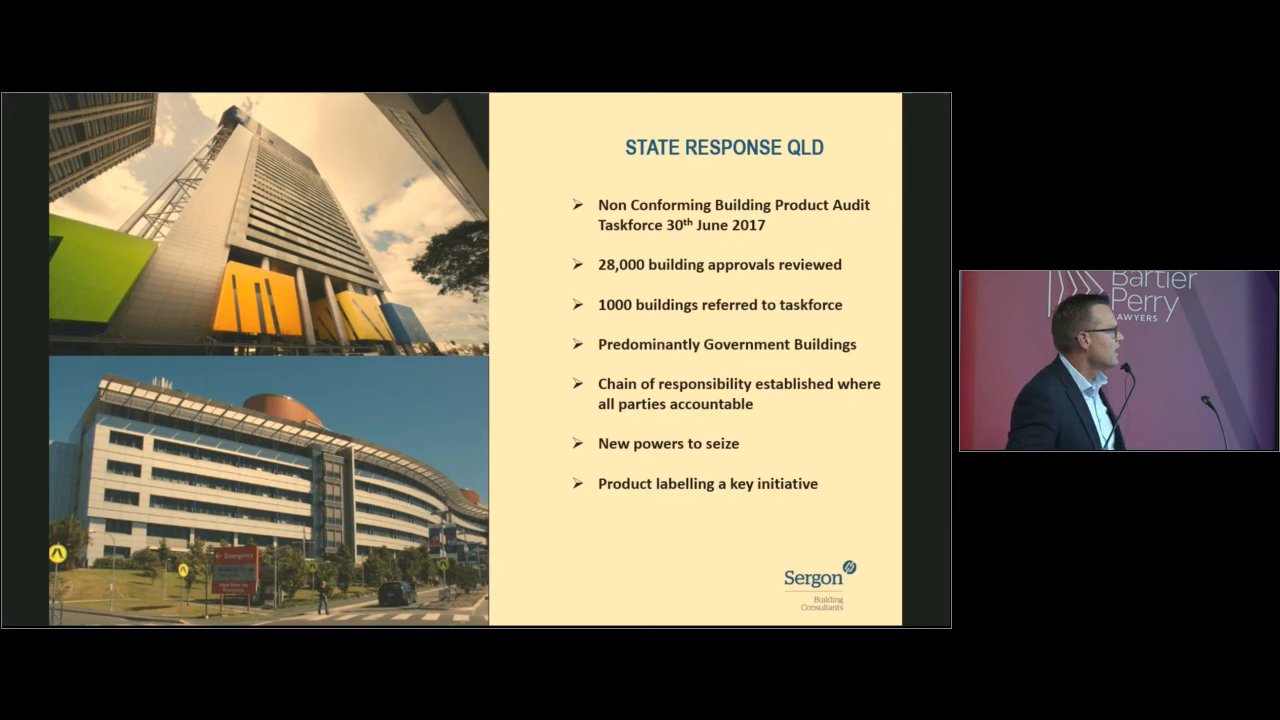 STATE RESPONSE QLD
➢ Non Conforming Building Product Audit
Taskforce 30th June 2017
➢ 28,000 building approvals reviewed
➢ 1000 buildings referred to taskforce
➢ Predominantly Government Buildings
➢ Chain of responsibility established where
all parties accountable
➢ New powers to seize
➢ Product labelling a key initiative
Sergon
Building
Consultants
Emergency
Bartier
Perry
AWYERS